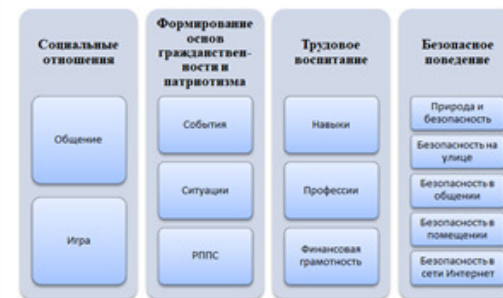 Социальные
отношения
Общение
Игра
Формирование
основ
гражданствен-
ности и
патриотизма
События
Ситуации
РППС
Трудовое
воспитание
Навыки
Профессии
Финансовая
грамотность
Безопасное
поведение
Природа и
безопасность
Безопасность на
улице
Безопасность в
общении
Безопасность в
помещении
Безопасность в
сети Интернет